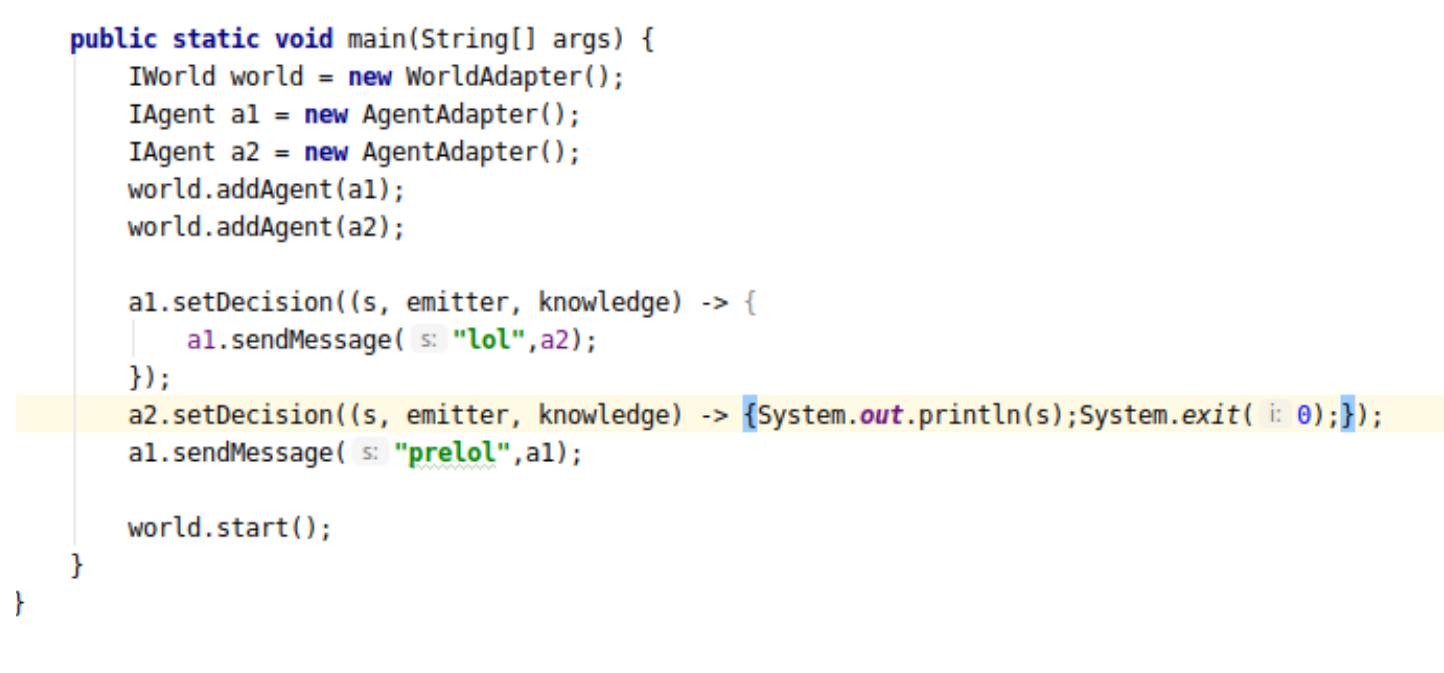 public static void main(String[] args) {
IWorld world = new WorldAdapter();
IAgent a1 = new AgentAdapter();
IAgent a2 = new AgentAdapter();
world.addAgent(a1);
world.addAgent(a2);
a1.setDecision((s, emitter, knowledge) -> {
a1.sendMessage( s: "lol",a2);
});
a2.setDecision((s, emitter, knowledge) -> {System.out.println(s);System.exit( i: 0);});
a1.sendMessage( s: "prelol",a1);
world.start();
}
}